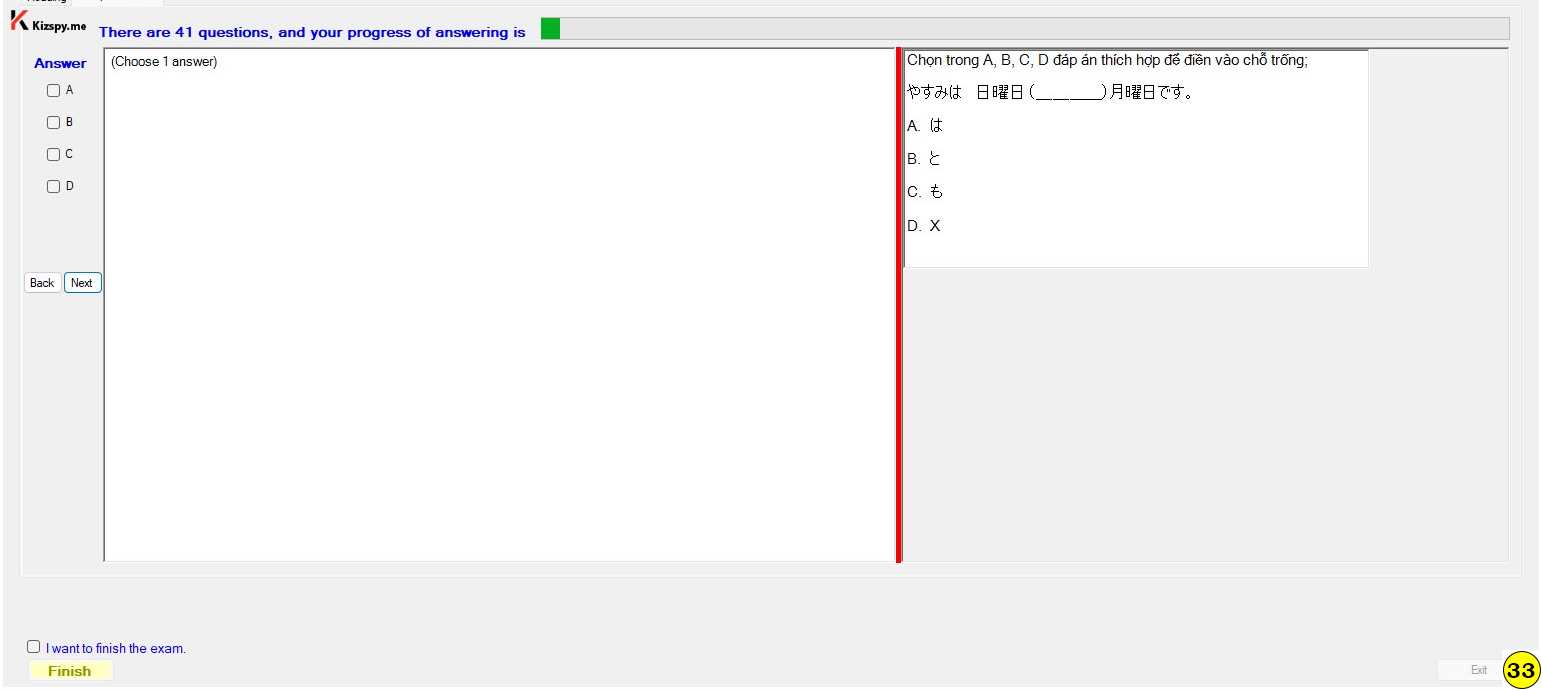 Kizspy.me
There are 41 questions, and your progress of answering is
Answer
A
B
C
D
Back Next
(Choose 1 answer)
Chọn trong A, B, C, D đáp án thích hợp để điền vào chỗ trống;
やすみは 日曜日(________)月曜日です。
A. は
B. と
C. も
D. X
I want to finish the exam.
Finish
Exit
33